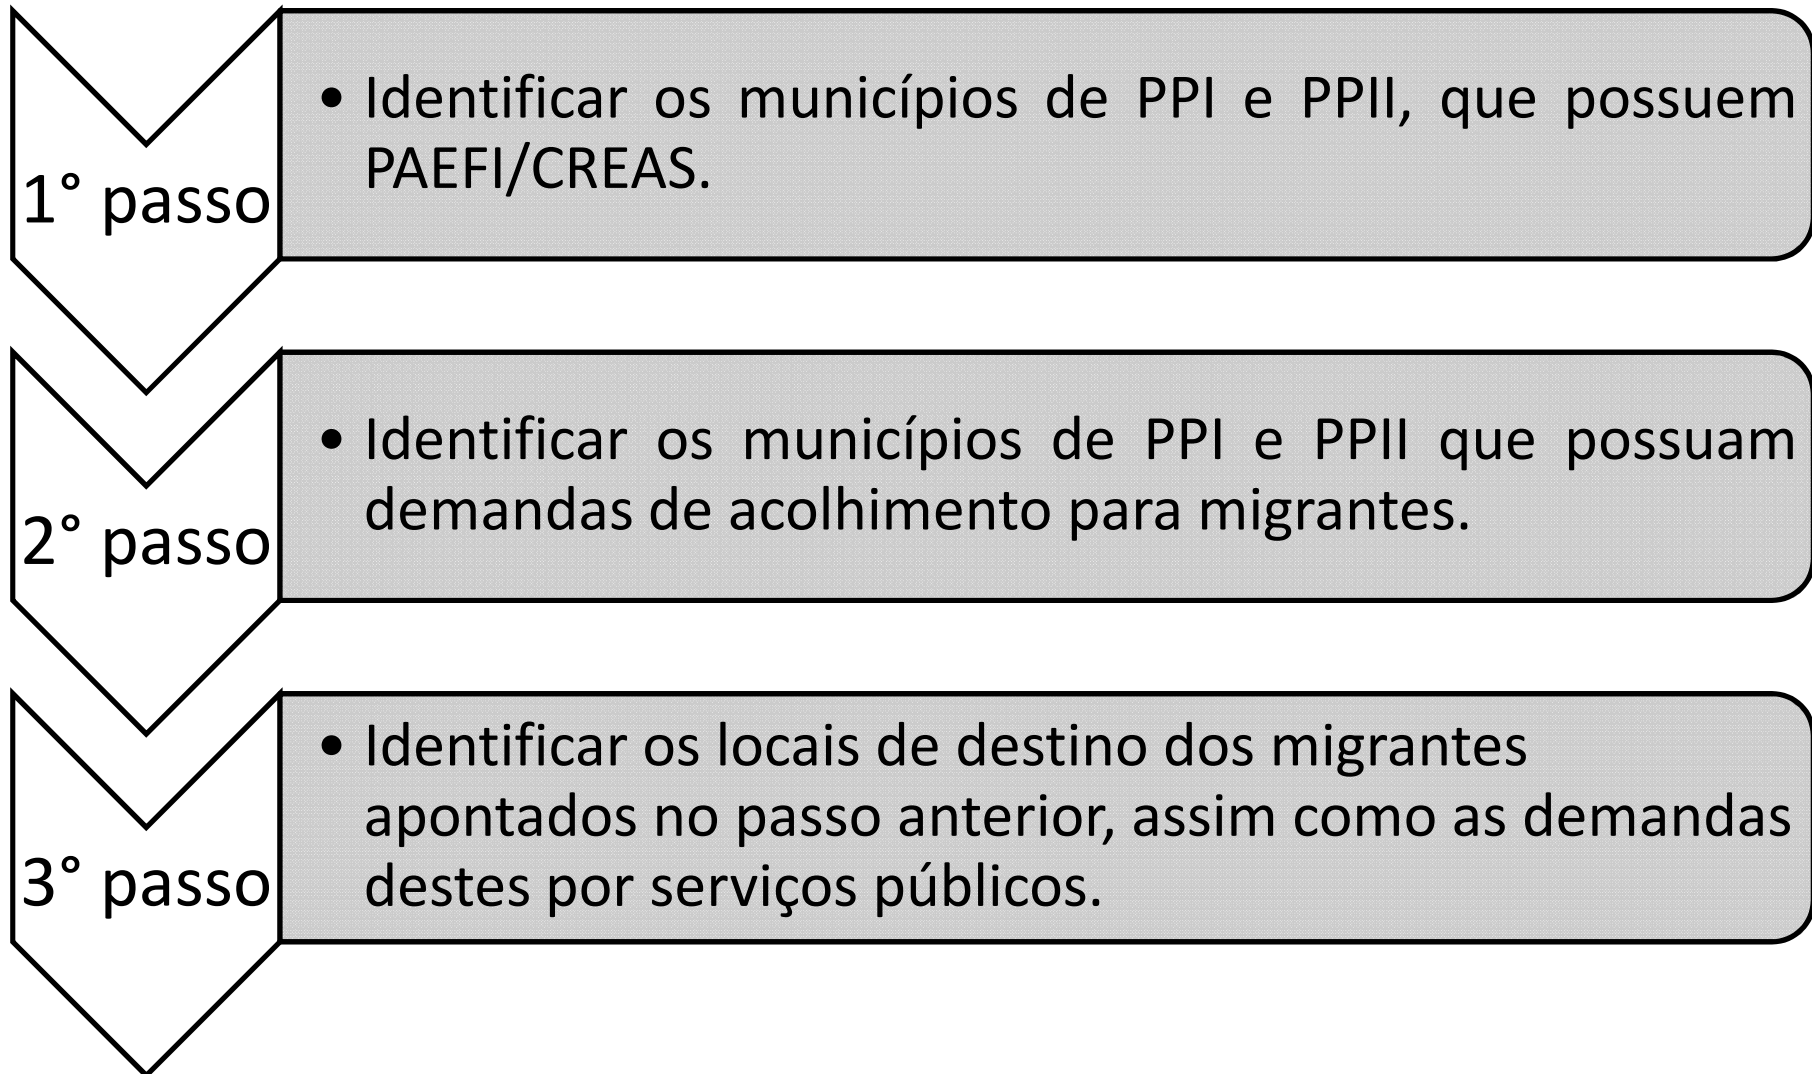 1° passo
• Identificar os municípios de PPI e PPII, que possuem
PAEFI/CREAS.
2° passo
• Identificar os municípios de PPI e PPII que possuam
demandas de acolhimento para migrantes.
3° passo
• Identificar os locais de destino dos migrantes
apontados no passo anterior, assim como as demandas
destes por serviços públicos.